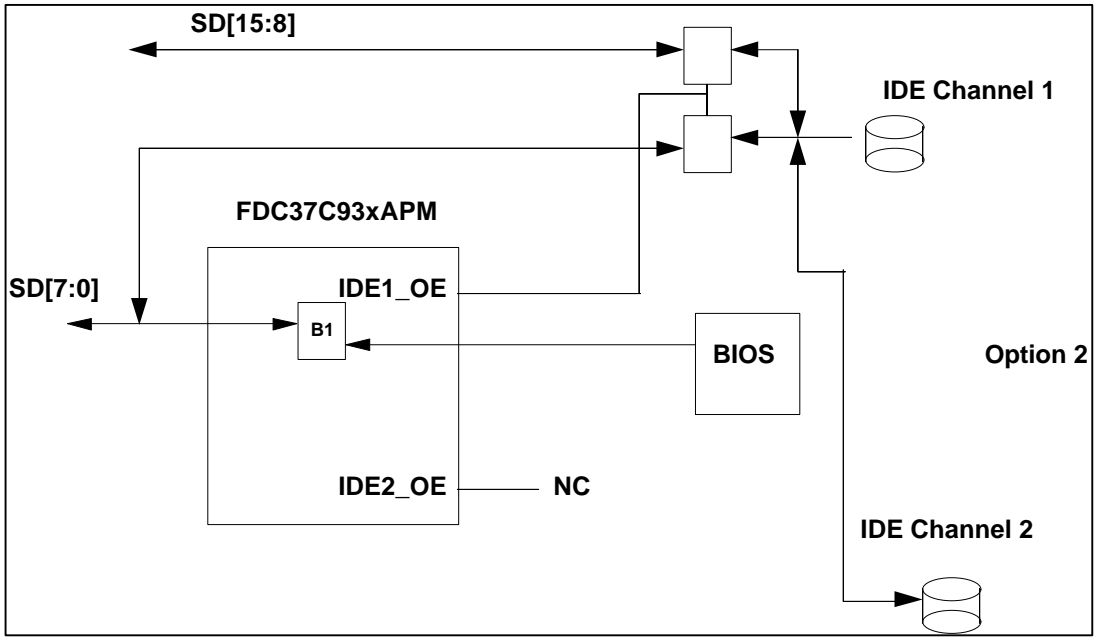 SD[15:8]
IDE Channel 1
FDC37C93xAPM
SD[7:0]
IDE1_OE
B1
BIOS
Option 2
IDE2_OE
NC
IDE Channel 2